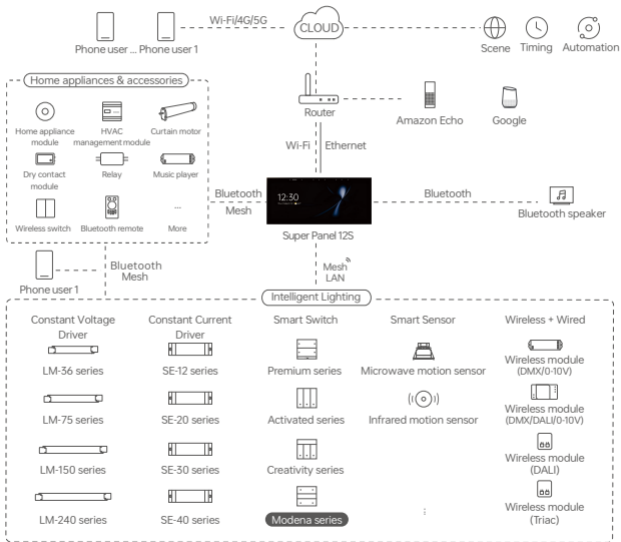 Wi-Fi/4G/5G
CLOUD
Phone user ... Phone user 1
Scene
Timing
Automation
Home appliances & accessories
Router
Amazon Echo
Google
Home appliance
module
HVAC
management module
Curtain motor
Wi-Fi
Ethernet
Dry contact
module
Relay
Music player
12:30
Bluetooth
Mesh
Bluetooth
Bluetooth speaker
Wireless switch
Bluetooth remote
...
More
Super Panel 12S
Phone user 1
Bluetooth
Mesh
Mesh
LAN
Intelligent Lighting
Constant Voltage
Driver
Constant Current
Driver
Smart Switch
Smart Sensor
Wireless + Wired
LM-36 series
SE-12 series
Premium series
Microwave motion sensor
Wireless module
(DMX/0-10V)
LM-75 series
SE-20 series
Activated series
Infrared motion sensor
Wireless module
(DMX/DALI/0-10V)
LM-150 series
SE-30 series
Creativity series
Wireless module
(DALI)
LM-240 series
SE-40 series
Modena series
Wireless module
(Triac)